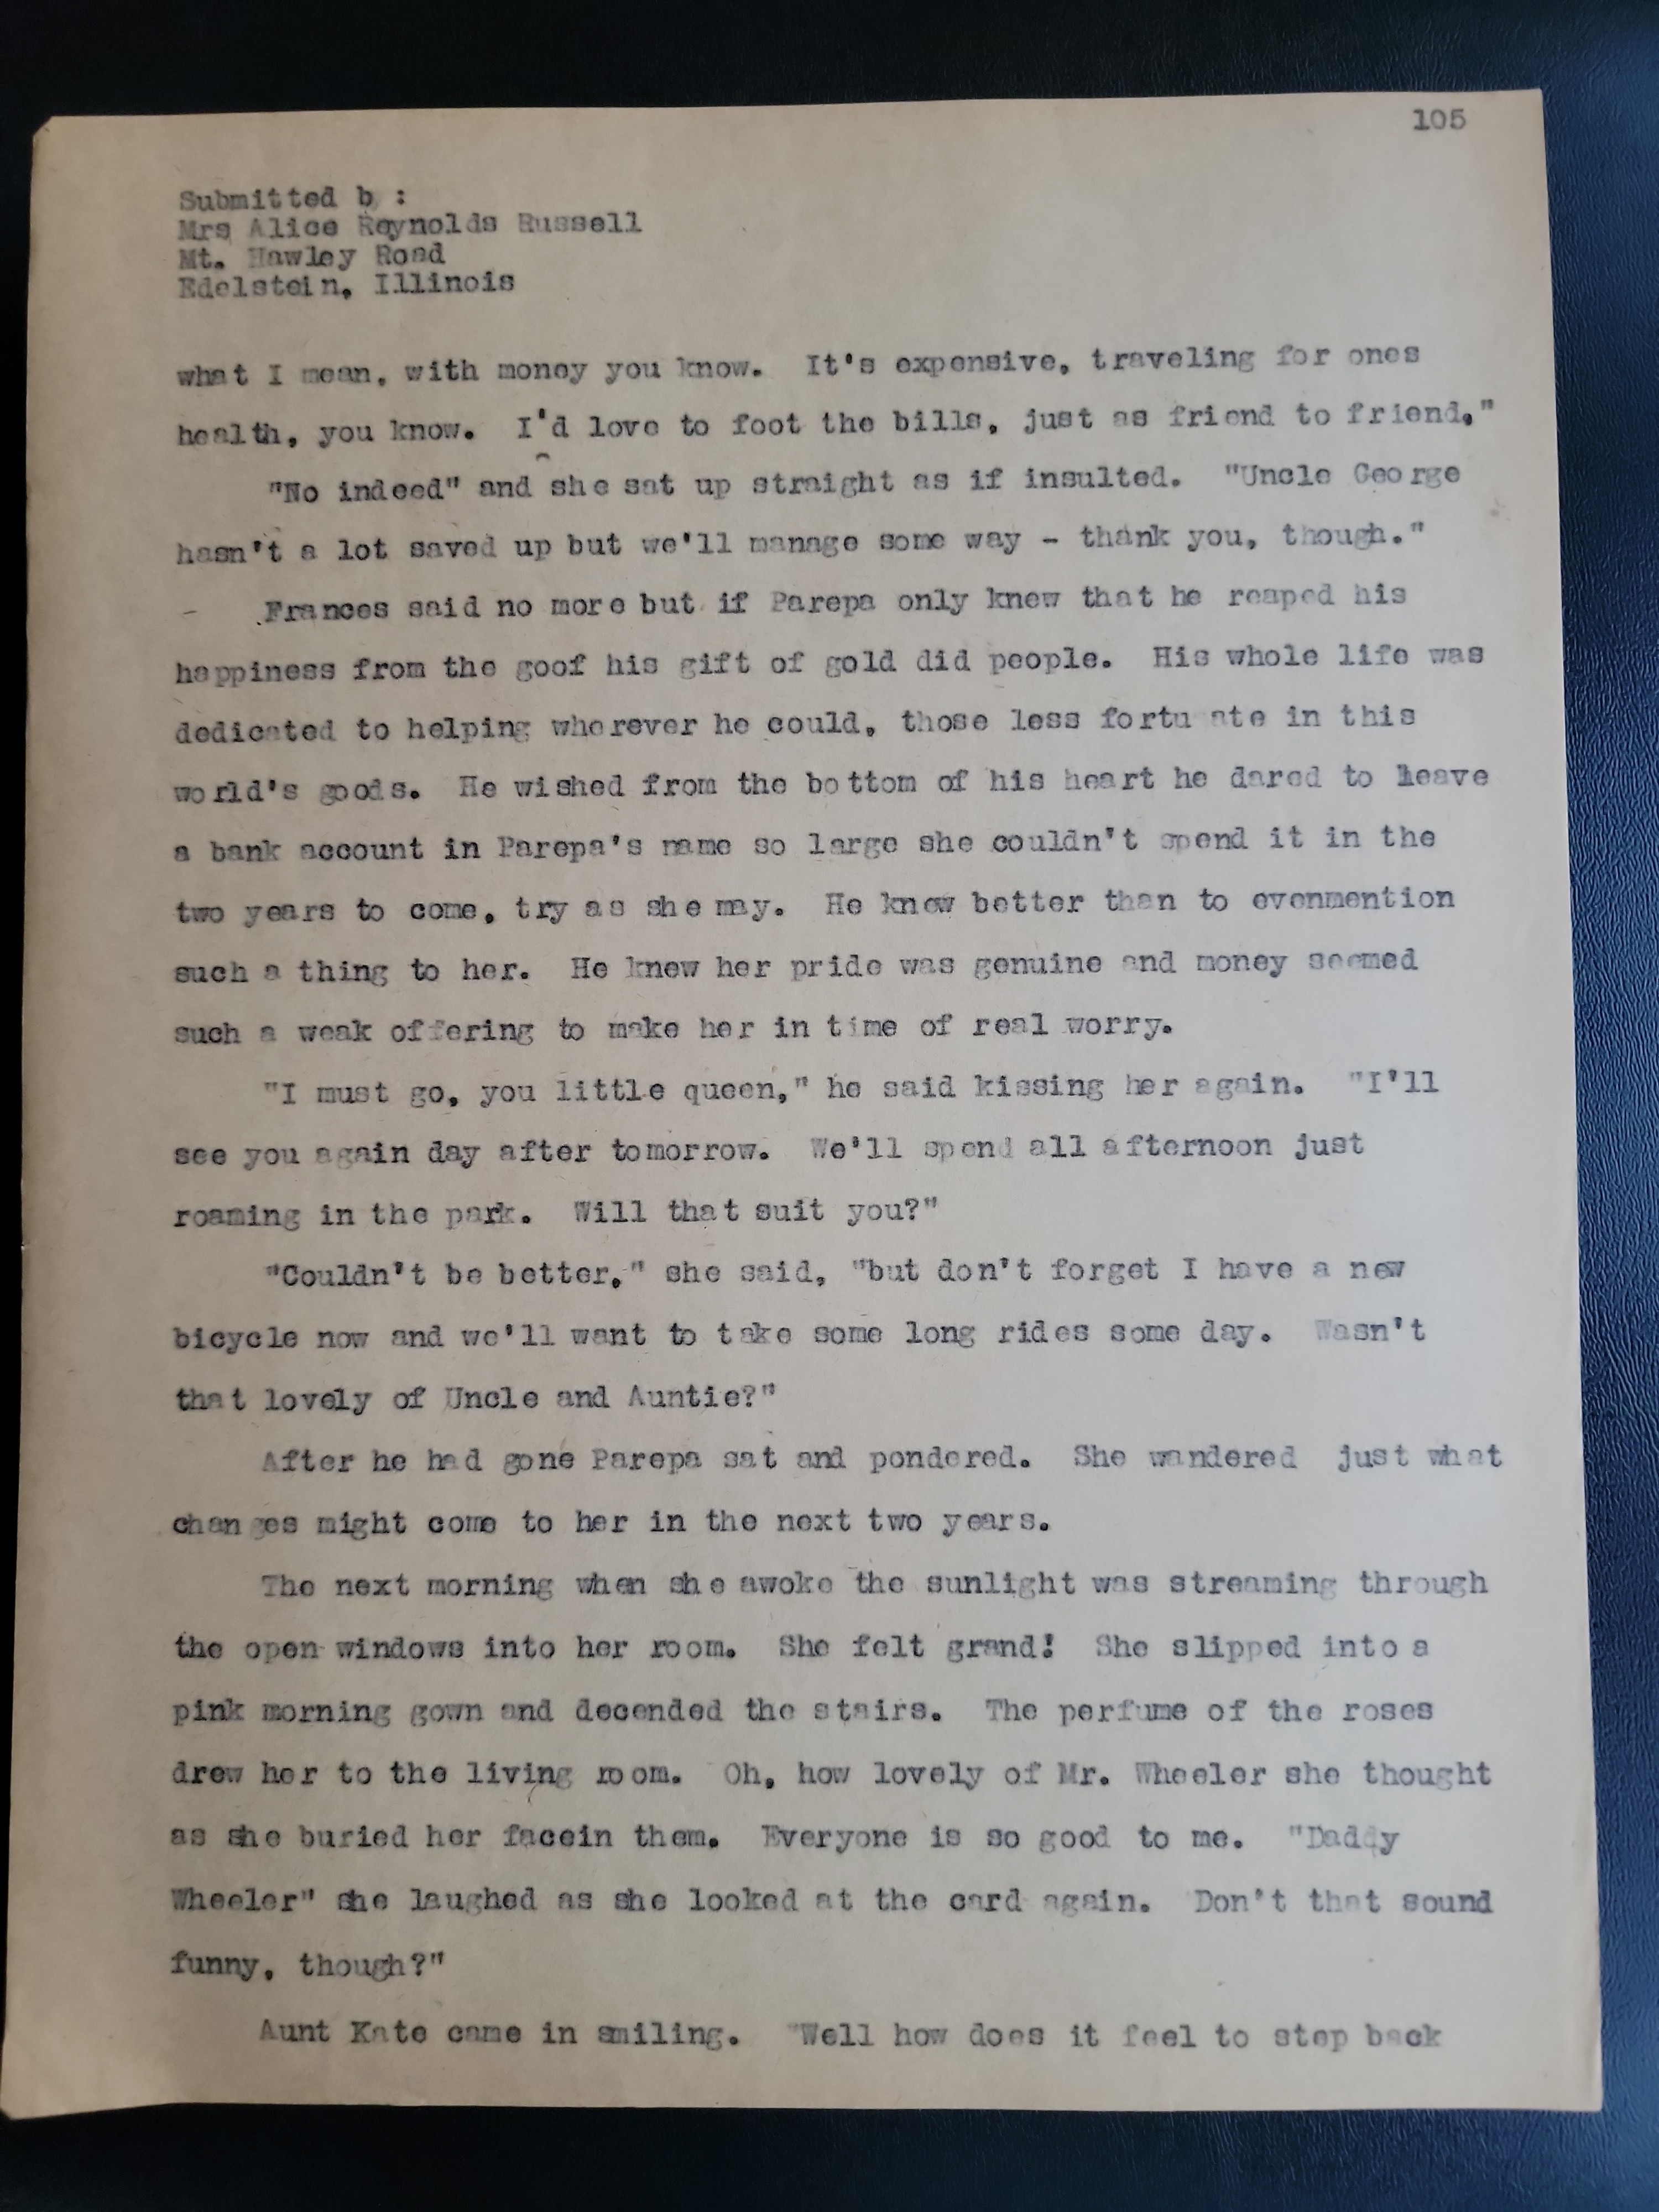 105
Submitted b :
Mrs Alice Reynolds Russell
Mt. Hawley Road
Edelstein, Illinois
what I mean, with money you know. It's expensive, traveling for ones
health, you know. I'd love to foot the bills, just as friend to friend,"
"No indeed" and she sat up straight as if insulted. "Uncle George
hasn't a lot saved up but we'll manage some way - thank you, though."
Frances said no more but if Parepa only knew that he reaped his
happiness from the goof his gift of gold did people. His whole life was
dedicated to helping wherever he could, those less fortu ate in this
world's goods. He wished from the bottom of his heart he dared to leave
a bank account in Parepa's name so large she couldn't spend it in the
two years to come, try as she may. He knew better than to evenmention
such a thing to her. He knew her pride was genuine and money seemed
such a weak offering to make her in time of real worry.
"I must go, you little queen," he said kissing her again. "I'll
see you again day after tomorrow. We'll spend all afternoon just
roaming in the park. Will that suit you?"
"Couldn't be better," she said, "but don't forget I have a new
bicycle now and we'll want to take some long rides some day. Wasn't
that lovely of Uncle and Auntie?"
After he had gone Parepa sat and pondered. She wandered just what
changes might come to her in the next two years.
The next morning when she awoke the sunlight was streaming through
the open windows into her room. She felt grand! She slipped into a
pink morning gown and decended the stairs. The perfume of the roses
drew her to the living room. Oh, how lovely of Mr. Wheeler she thought
as she buried her facein them. Everyone is so good to me. "Daddy
Wheeler" she laughed as she looked at the card again. Don't that sound
funny, though?"
Aunt Kate came in smiling. "Well how does it feel to step back